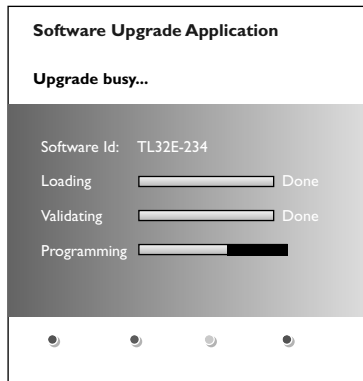 Software Upgrade Application
Upgrade busy...
Software Id: TL32E-234
Loading Done
Validating Done
Programming